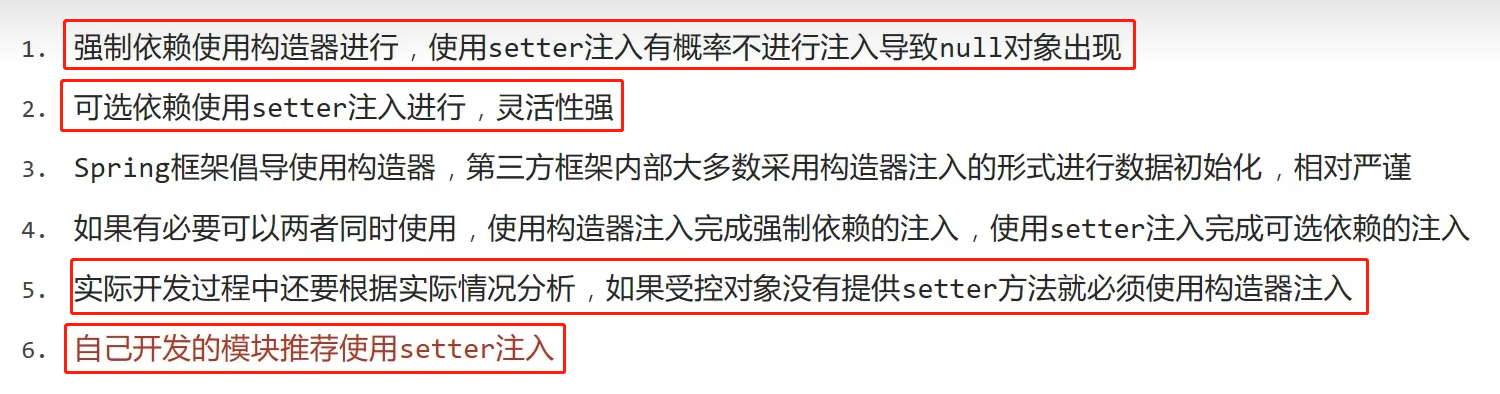 1. 强制依赖使用构造器进行，使用setter注入有概率不进行注入导致null对象出现
2. 可选依赖使用setter注入进行，灵活性强
3. Spring框架倡导使用构造器，第三方框架内部大多数采用构造器注入的形式进行数据初始化，相对严谨
4. 如果有必要可以两者同时使用，使用构造器注入完成强制依赖的注入，使用setter注入完成可选依赖的注入
5. 实际开发过程中还要根据实际情况分析，如果受控对象没有提供setter方法就必须使用构造器注入
6. 自己开发的模块推荐使用setter注入